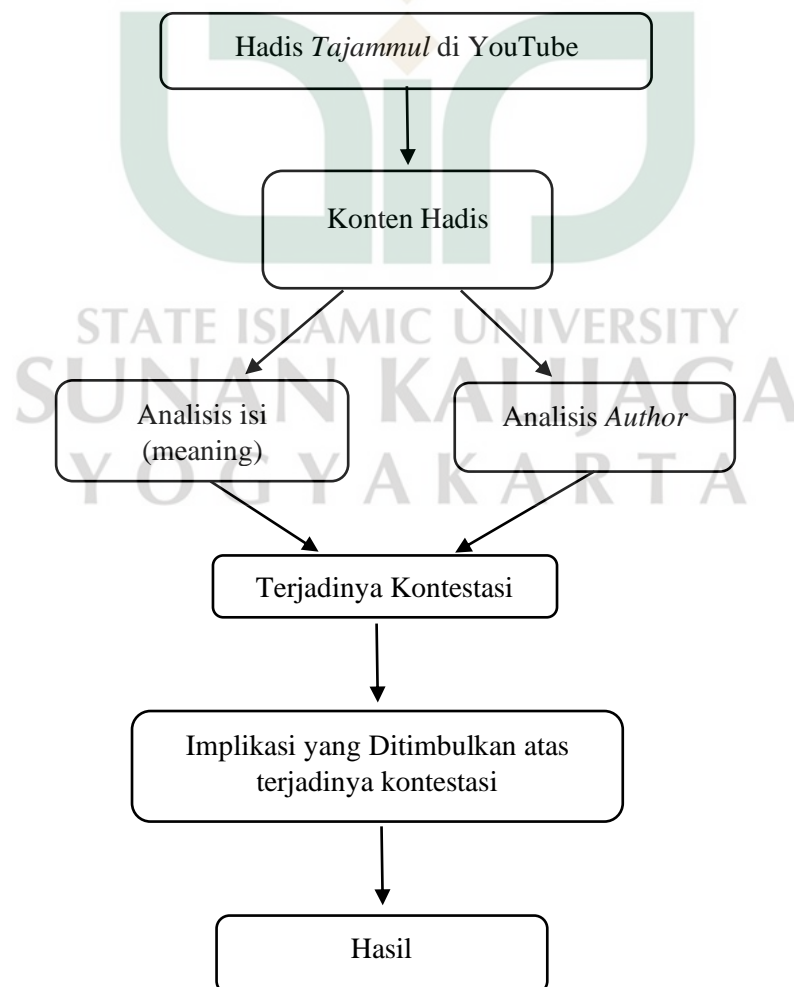 Hadis Tajammul di YouTube
Konten Hadis
STATE ISLAMIC UNIVERSITY
SUNAN KALIJAGA
YOGYAKARTA
Analisis isi
(meaning)
Analisis Author
Terjadinya Kontestasi
Implikasi yang Ditimbulkan atas
terjadinya kontestasi
Hasil